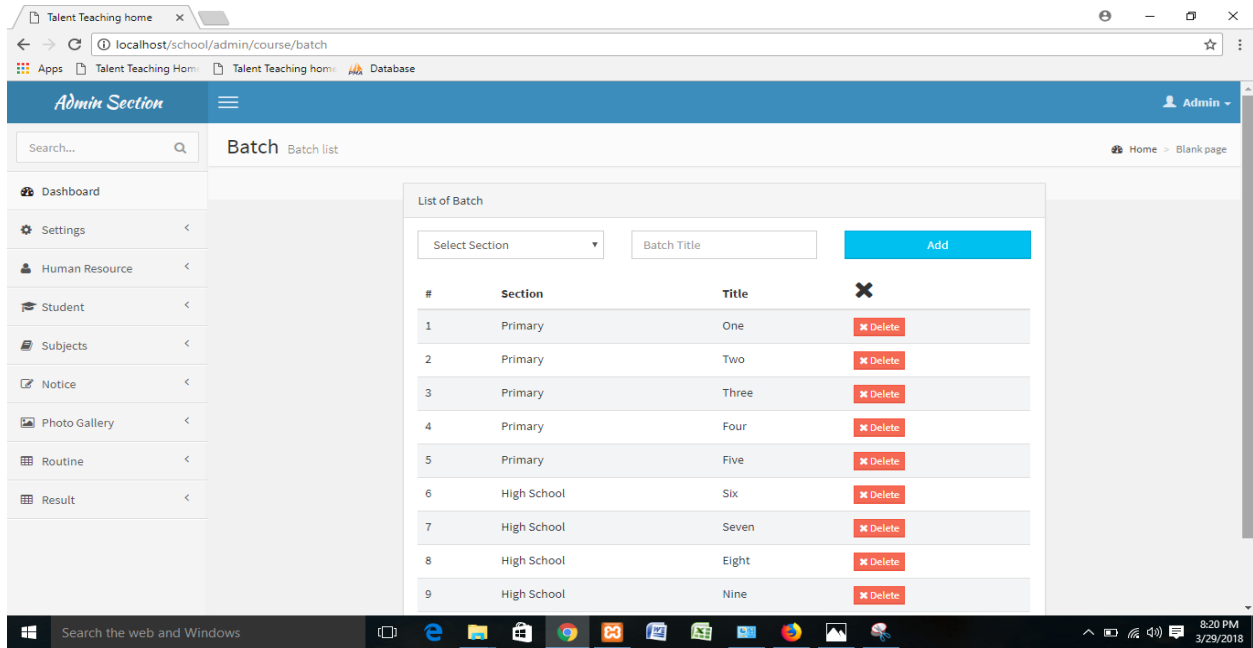 Talent Teaching home
localhost/school/admin/course/batch
Apps Talent Teaching Home Talent Teaching home Database
Admin Section Admin
Search... Batch Batch list Home > Blank page
Dashboard
Settings
Human Resource
Student
Subjects
Notice
Photo Gallery
Routine
Result
List of Batch
Select Section Batch Title Add
# Section Title
1 Primary One Delete
2 Primary Two Delete
3 Primary Three Delete
4 Primary Four Delete
5 Primary Five Delete
6 High School Six Delete
7 High School Seven Delete
8 High School Eight Delete
9 High School Nine Delete
Search the web and Windows 8:20 PM
3/29/2018